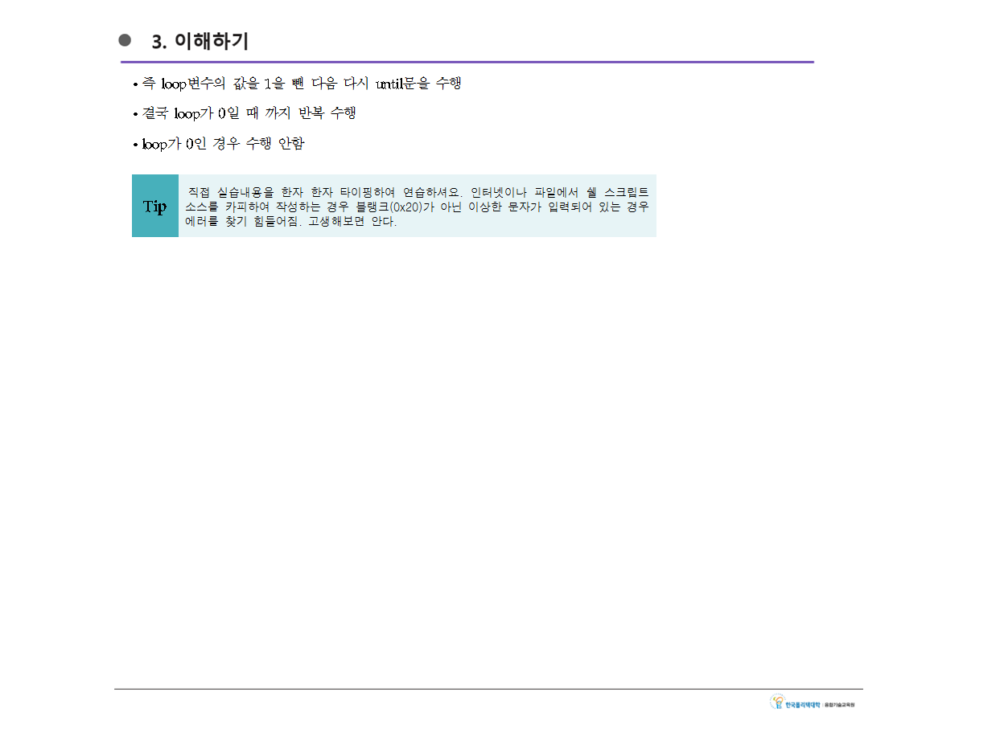 ● 3. 이해하기
• 즉 loop변수의 값을 1을 뺀 다음 다시 until문을 수행
• 결국 loop가 0일 때 까지 반복 수행
• loop가 0인 경우 수행 안함
Tip
직접 실습내용을 한자 한자 타이핑하여 연습하셔요. 인터넷이나 파일에서 쉘 스크립트
소스를 카피하여 작성하는 경우 블랭크(0x20)가 아닌 이상한 문자가 입력되어 있는 경우
에러를 찾기 힘들어짐. 고생해보면 안다.
한국폴리텍대학 | 융합기술교육원